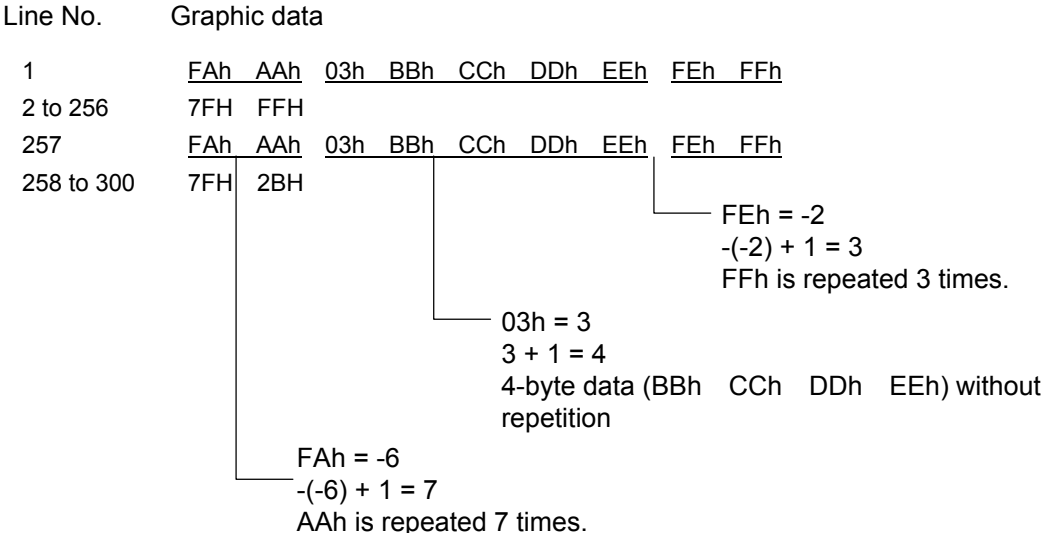 Line No. Graphic data
1 FAh AAh 03h BBh CCh DDh EEh FEh FFh
2 to 256 7FH FFH
257 FAh AAh 03h BBh CCh DDh EEh FEh FFh
258 to 300 7FH 2BH
FEh = -2
-(-2) + 1 = 3
FFh is repeated 3 times.
03h = 3
3 + 1 = 4
4-byte data (BBh CCh DDh EEh) without
repetition
FAh = -6
-(-6) + 1 = 7
AAh is repeated 7 times.